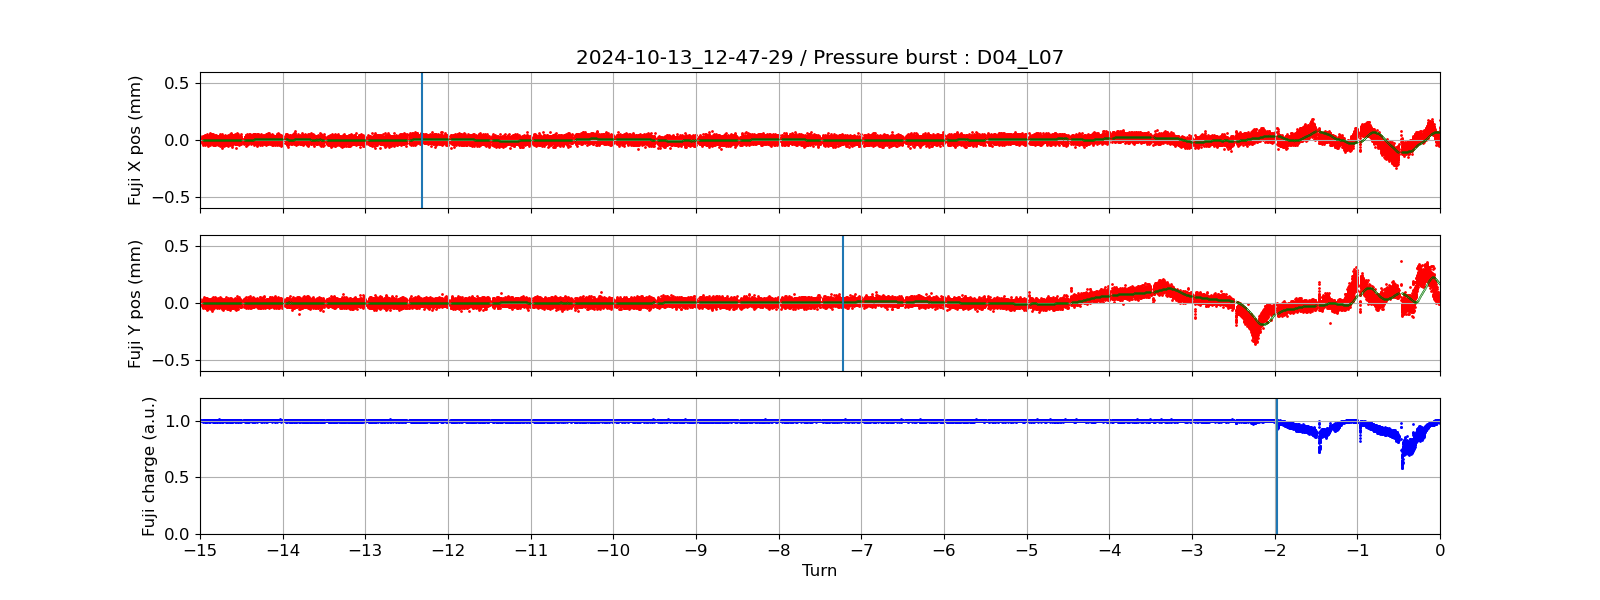 2024-10-13_12-47-29 / Pressure burst : D04_L07
Fuji X pos (mm)
0.5
0.0
−0.5
Fuji Y pos (mm)
0.5
0.0
−0.5
Fuji charge (a.u.)
1.0
0.5
0.0
−15 −14 −13 −12 −11 −10 −9 −8 −7 −6 −5 −4 −3 −2 −1 0
Turn